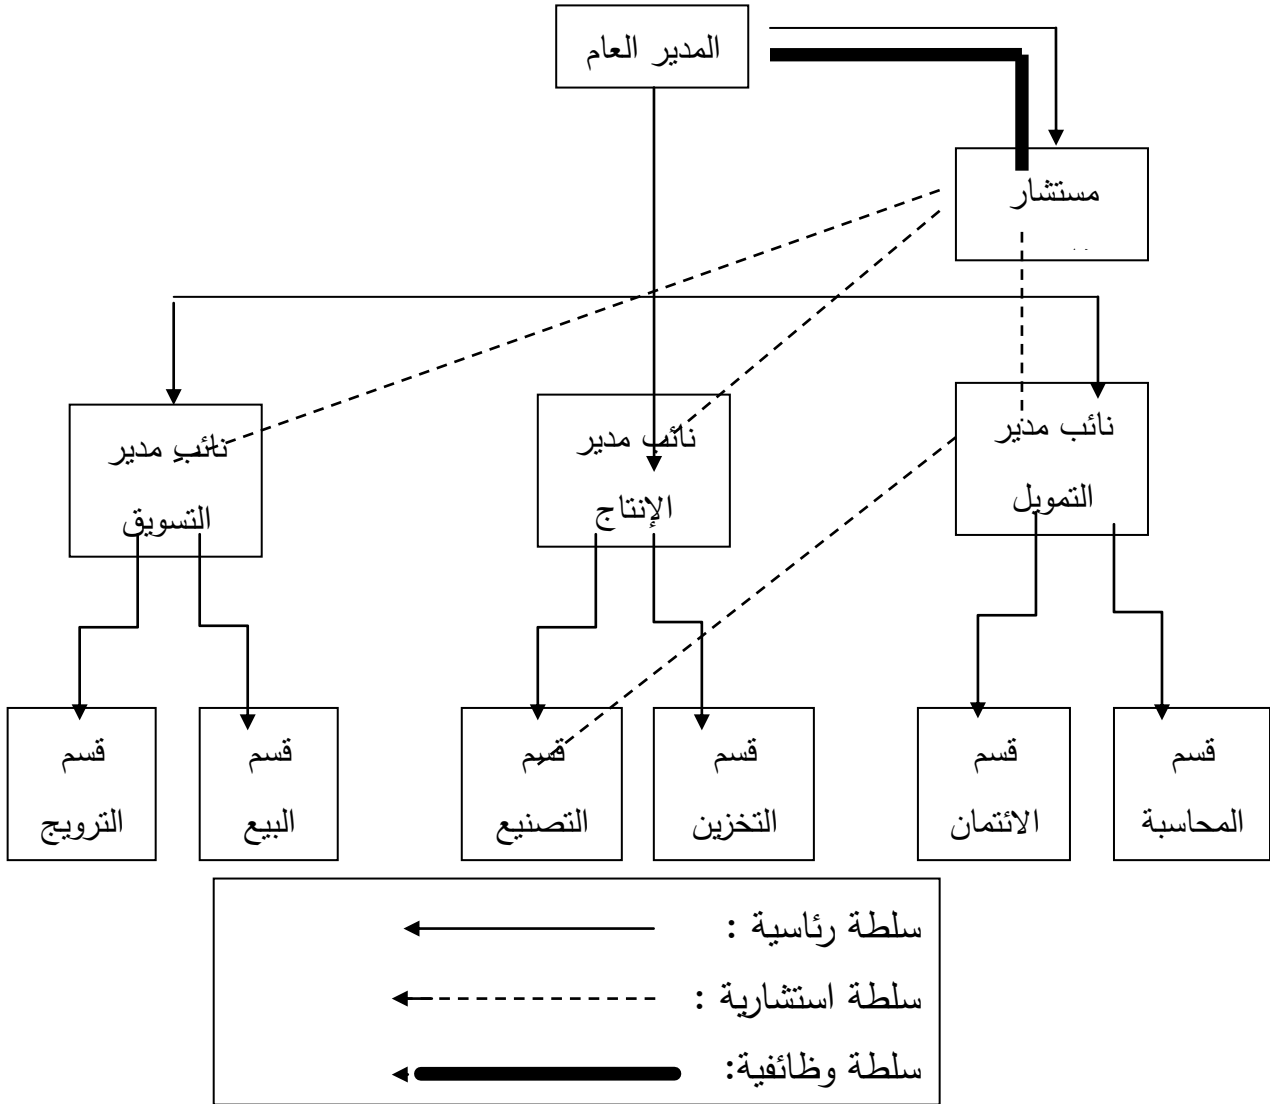 المدير العام
مستشار
نائب مدير
التمويل
نائب مدير
الإنتاج
نائب مدير
التسويق
قسم
المحاسبة
قسم
الائتمان
قسم
التخزين
قسم
التصنيع
قسم
البيع
قسم
الترويج
سلطة رئاسية :
سلطة استشارية :
سلطة وظائفية: